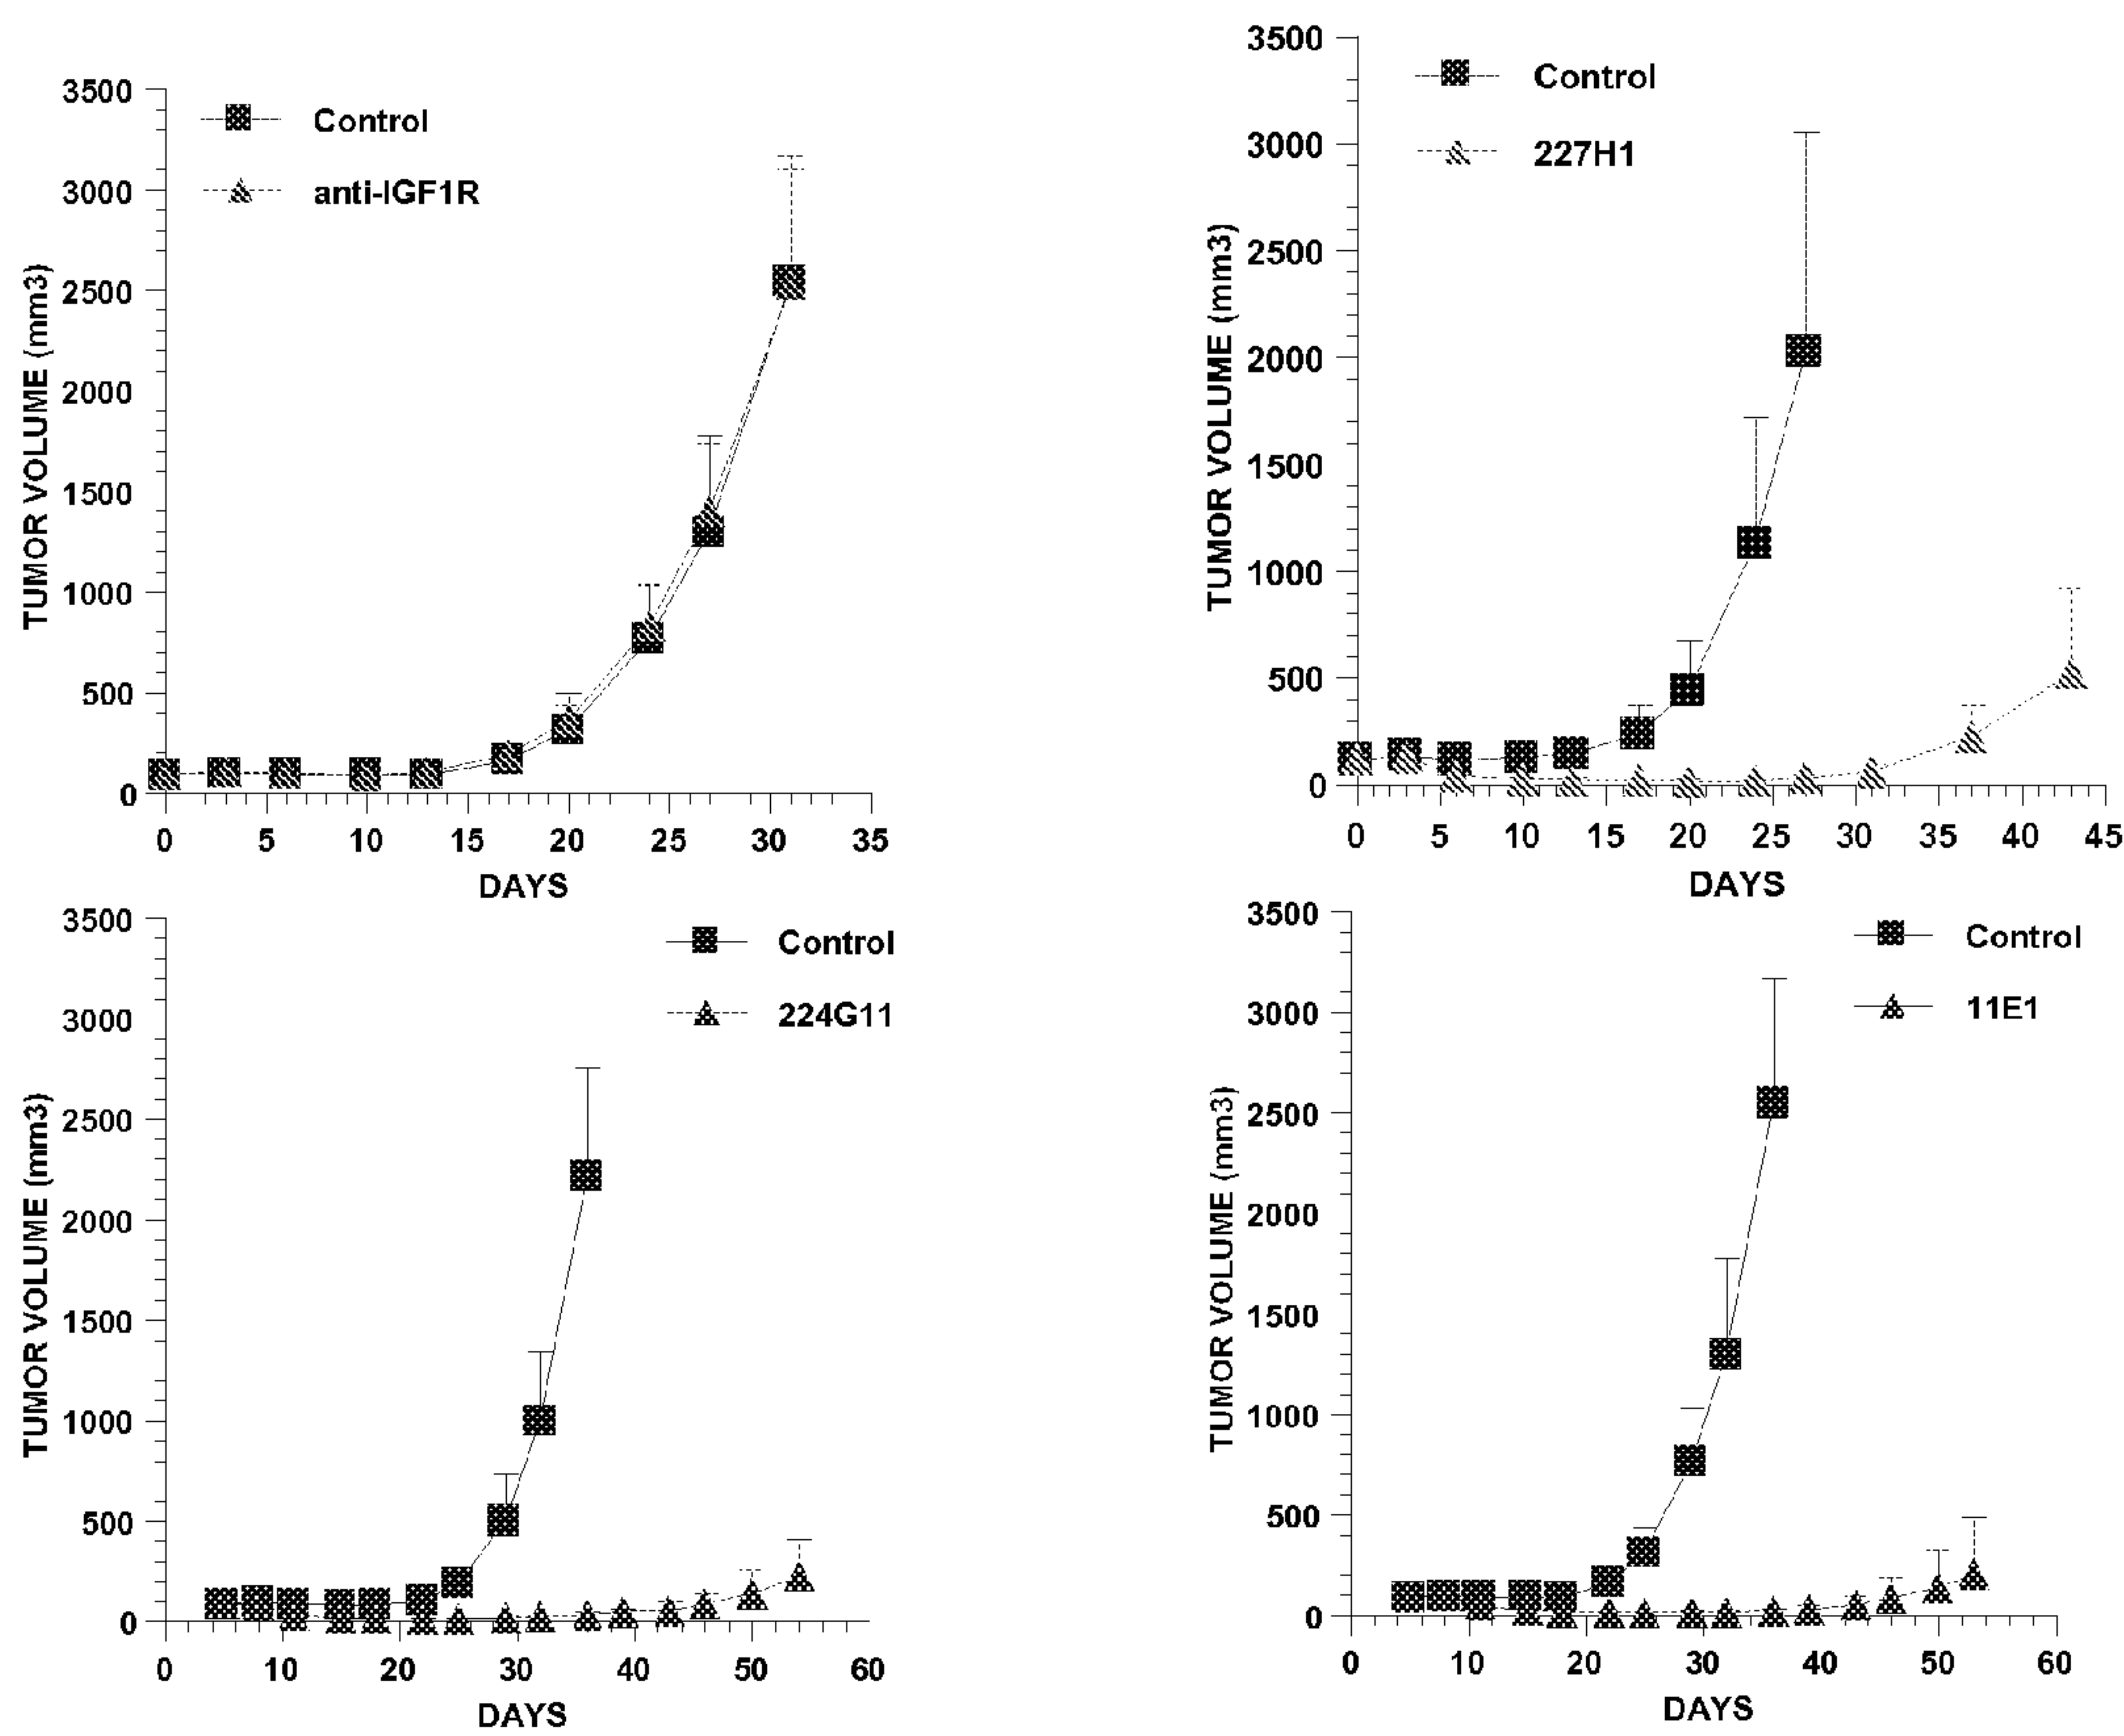 3500
3000
2500
2000
1500
1000
500
0
TUMOR VOLUME (mm3)
Control
anti-IGF1R
0 5 10 15 20 25 30 35
DAYS
3500
3000
2500
2000
1500
1000
500
0
TUMOR VOLUME (mm3)
Control
227H1
0 5 10 15 20 25 30 35 40 45
DAYS
3500
3000
2500
2000
1500
1000
500
0
TUMOR VOLUME (mm3)
Control
224G11
0 10 20 30 40 50 60
DAYS
3500
3000
2500
2000
1500
1000
500
0
TUMOR VOLUME (mm3)
Control
11E1
0 10 20 30 40 50 60
DAYS